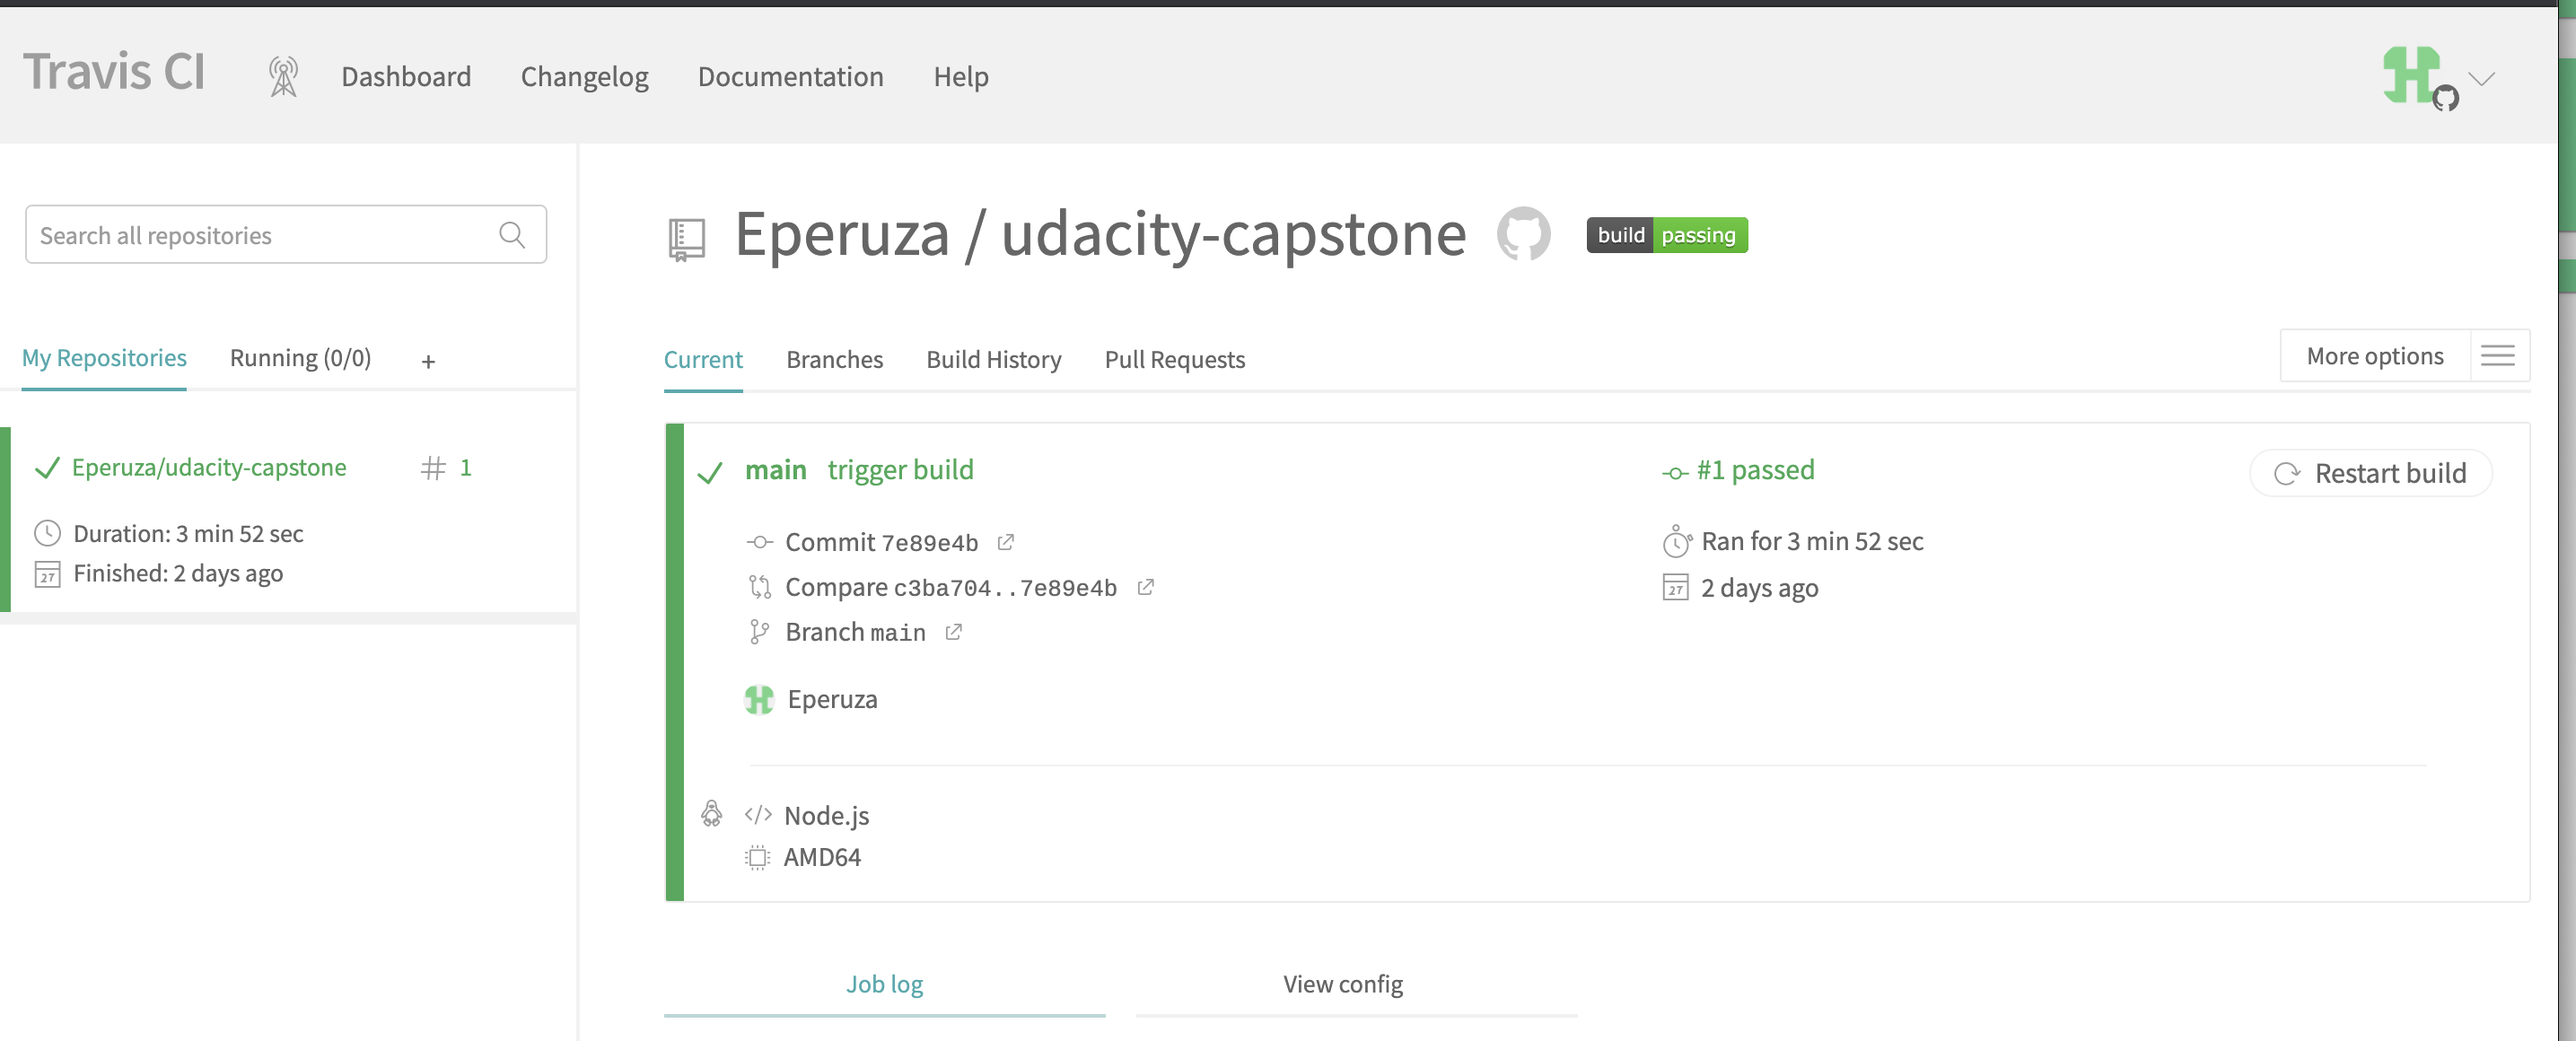 Travis CI
Dashboard
Changelog
Documentation
Help
Search all repositories
My Repositories
Running (0/0)
+
Eperuza/udacity-capstone
# 1
Duration: 3 min 52 sec
27
Finished: 2 days ago
Eperuza / udacity-capstone
build passing
Current
Branches
Build History
Pull Requests
More options
main trigger build
Commit 7e89e4b
Compare c3ba704..7e89e4b
Branch main
Eperuza
#1 passed
Ran for 3 min 52 sec
27
2 days ago
Restart build
</> Node.js
AMD64
Job log
View config